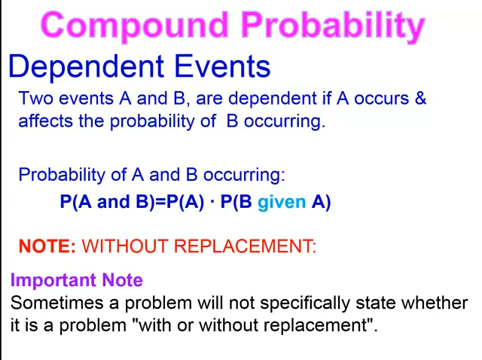 Compound Probability
Dependent Events
Two events A and B, are dependent if A occurs &
affects the probability of B occurring.
Probability of A and B occurring:
P(A and B)=P(A) · P(B given A)
NOTE: WITHOUT REPLACEMENT:
Important Note
Sometimes a problem will not specifically state whether
it is a problem "with or without replacement".